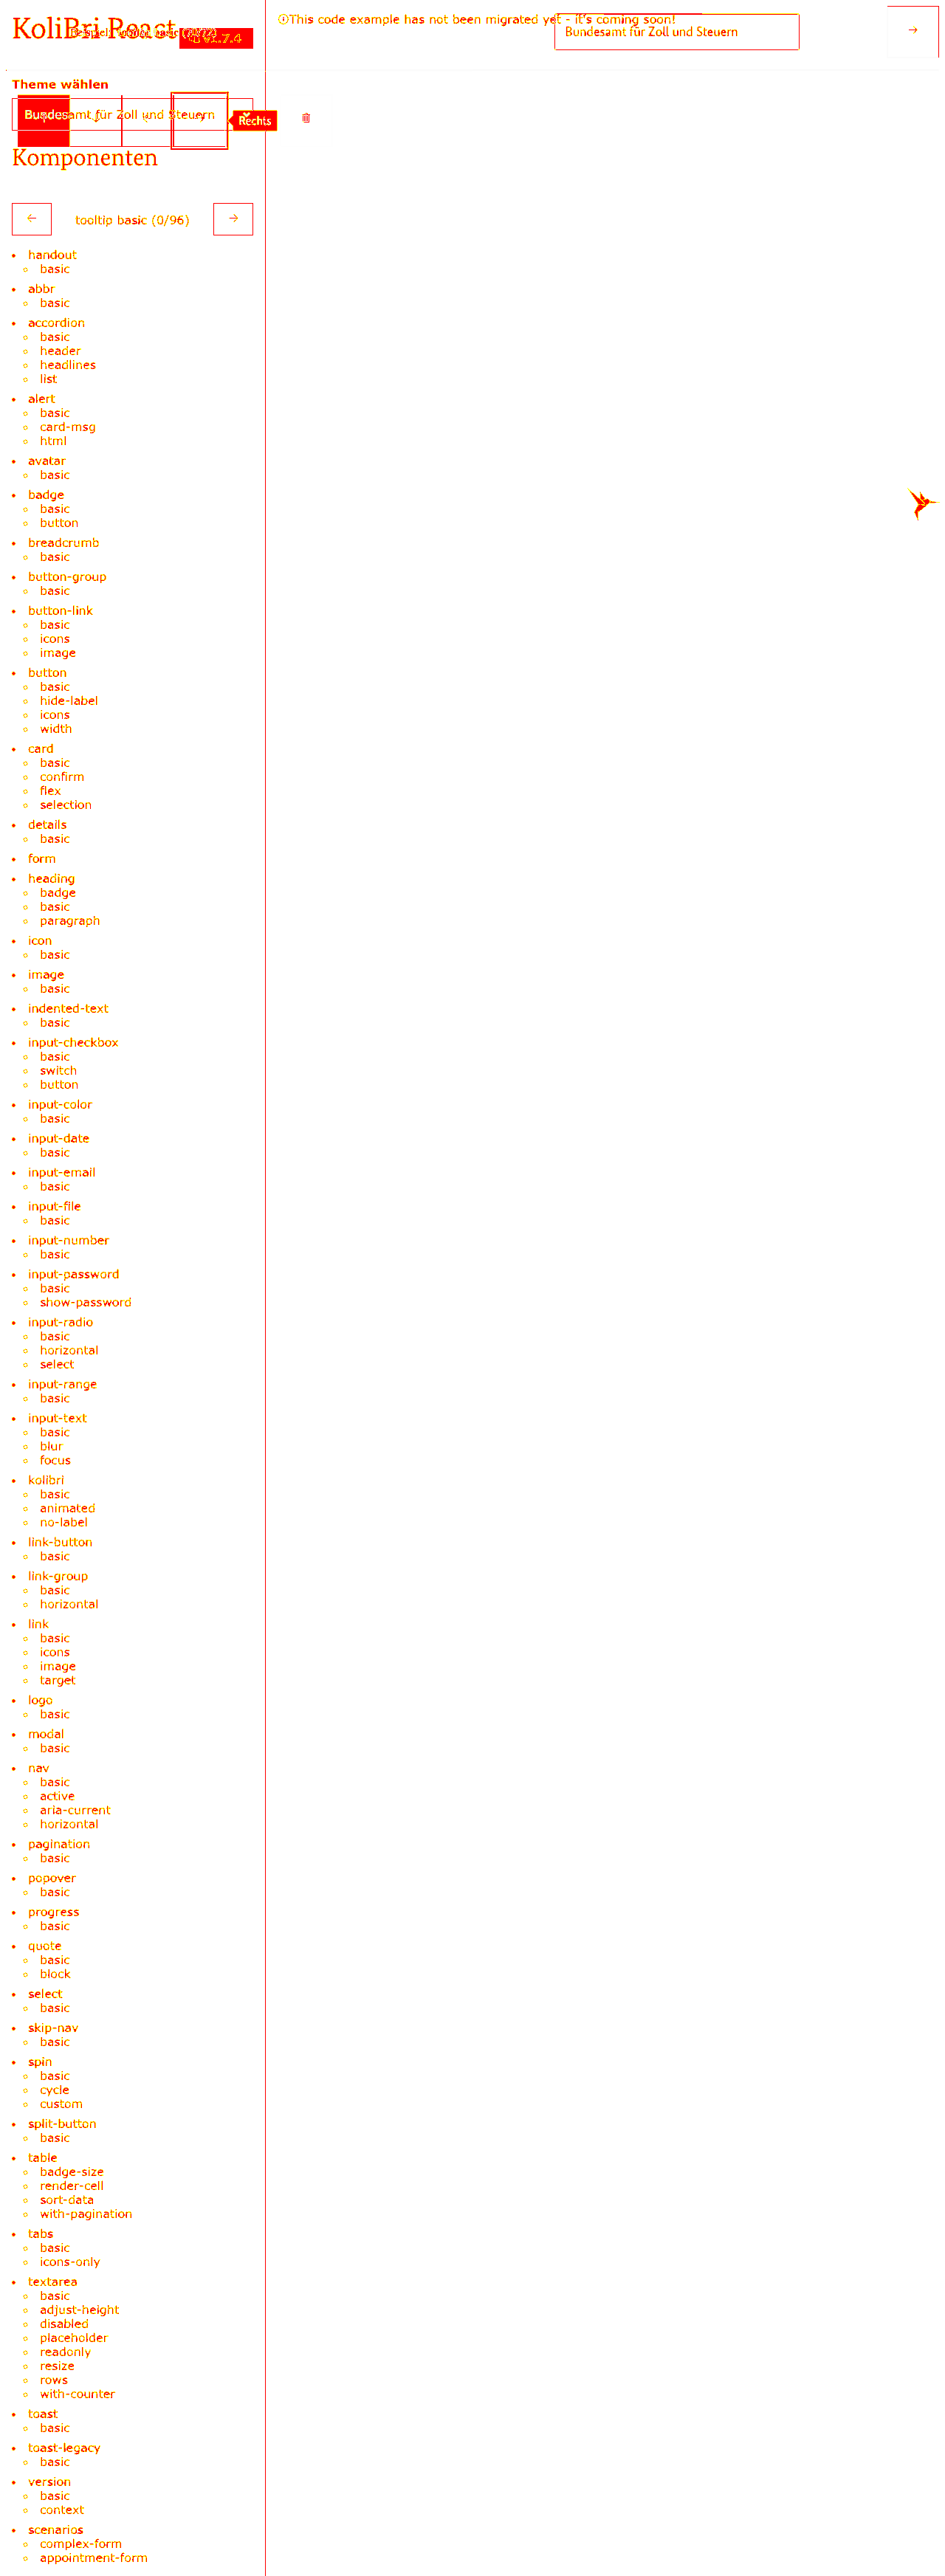 KoliBri React
v1.7.4
This code example has not been migrated yet - it's coming soon!
Bundesamt für Zoll und Steuern
→
Theme wählen
Bundesamt für Zoll und Steuern
Rechts
Komponenten
← tooltip basic (0/96) →
handout
basic
abbr
basic
accordion
basic
header
headlines
list
alert
basic
card-msg
html
avatar
basic
badge
basic
button
breadcrumb
basic
button-group
basic
button-link
basic
icons
image
button
basic
hide-label
icons
width
card
basic
confirm
flex
selection
details
basic
form
heading
badge
basic
paragraph
icon
basic
image
basic
indented-text
basic
input-checkbox
basic
switch
button
input-color
basic
input-date
basic
input-email
basic
input-file
basic
input-number
basic
input-password
basic
show-password
input-radio
basic
horizontal
select
input-range
basic
input-text
basic
blur
focus
kolibri
basic
animated
no-label
link-button
basic
link-group
basic
horizontal
link
basic
icons
image
target
logo
basic
modal
basic
nav
basic
active
aria-current
horizontal
pagination
basic
popover
basic
progress
basic
quote
basic
block
select
basic
skip-nav
basic
spin
basic
cycle
custom
split-button
basic
table
badge-size
render-cell
sort-data
with-pagination
tabs
basic
icons-only
textarea
basic
adjust-height
disabled
placeholder
readonly
resize
rows
with-counter
toast
basic
toast-legacy
basic
version
basic
context
scenarios
complex-form
appointment-form